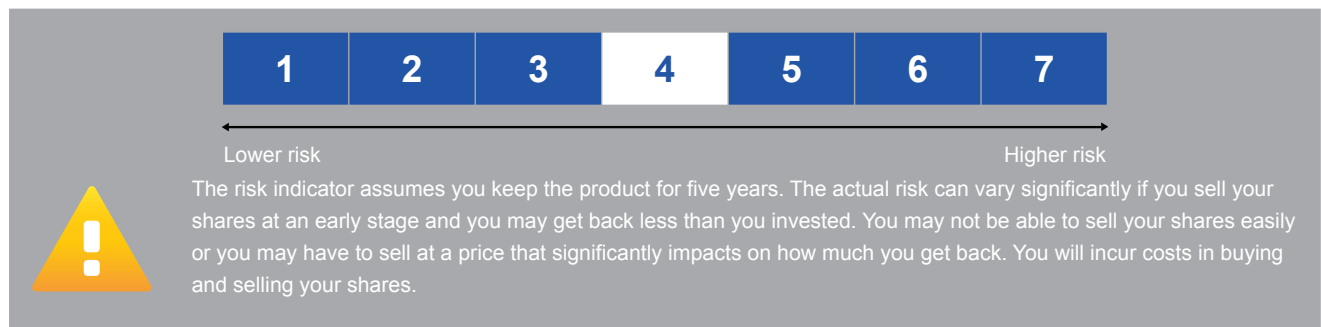 1 2 3 4 5 6 7
Lower risk Higher risk
The risk indicator assumes you keep the product for five years. The actual risk can vary significantly if you sell your
shares at an early stage and you may get back less than you invested. You may not be able to sell your shares easily
or you may have to sell at a price that significantly impacts on how much you get back. You will incur costs in buying
and selling your shares.